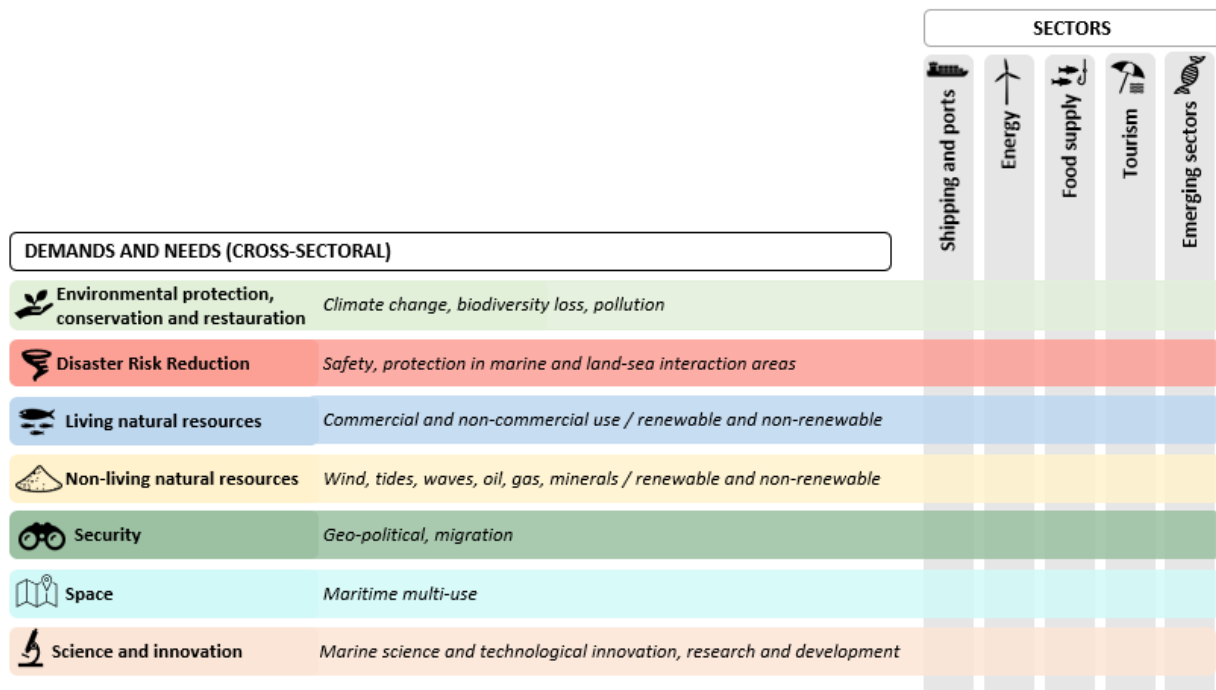 SECTORS
Shipping and ports
Energy
Food supply
Tourism
Emerging sectors
DEMANDS AND NEEDS (CROSS-SECTORAL)
Environmental protection,
conservation and restauration
Climate change, biodiversity loss, pollution
Disaster Risk Reduction
Safety, protection in marine and land-sea interaction areas
Living natural resources
Commercial and non-commercial use / renewable and non-renewable
Non-living natural resources
Wind, tides, waves, oil, gas, minerals / renewable and non-renewable
Security
Geo-political, migration
Space
Maritime multi-use
Science and innovation
Marine science and technological innovation, research and development